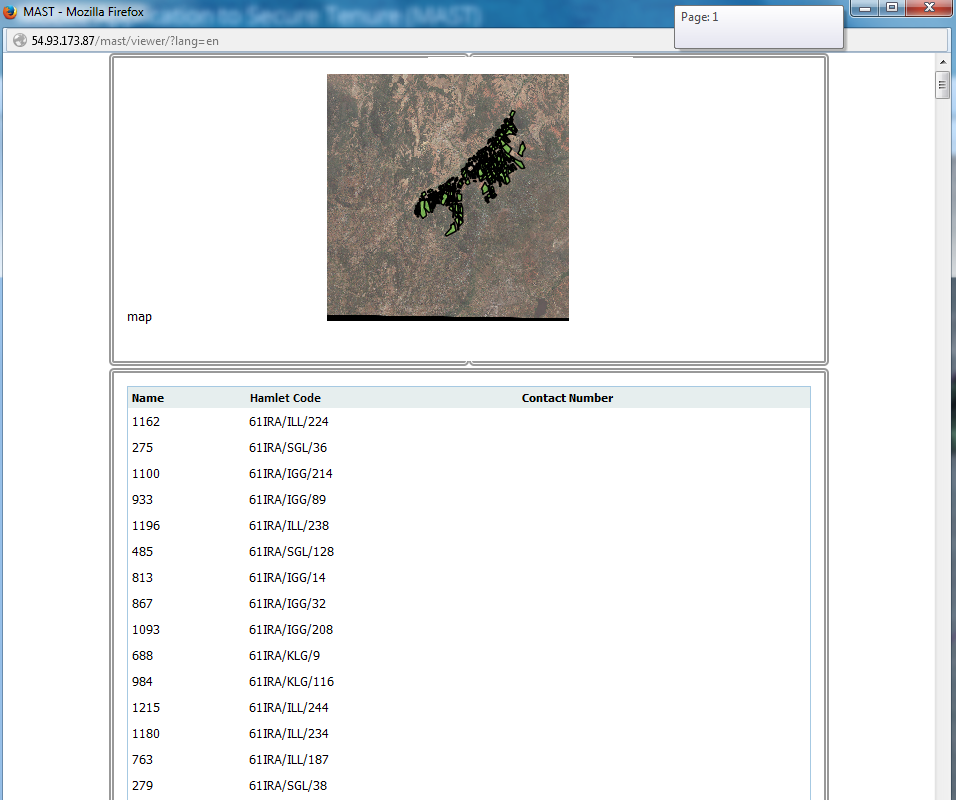 MAST - Mozilla Firefox
ication to Secure Tenure (MAST)
Page: 1
54.93.173.87/mast/viewer/?lang=en
map
Name Hamlet Code Contact Number
1162 61IRA/ILL/224
275 61IRA/SGL/36
1100 61IRA/IGG/214
933 61IRA/IGG/89
1196 61IRA/ILL/238
485 61IRA/SGL/128
813 61IRA/IGG/14
867 61IRA/IGG/32
1093 61IRA/IGG/208
688 61IRA/KLG/9
984 61IRA/KLG/116
1215 61IRA/ILL/244
1180 61IRA/ILL/234
763 61IRA/ILL/187
279 61IRA/SGL/38